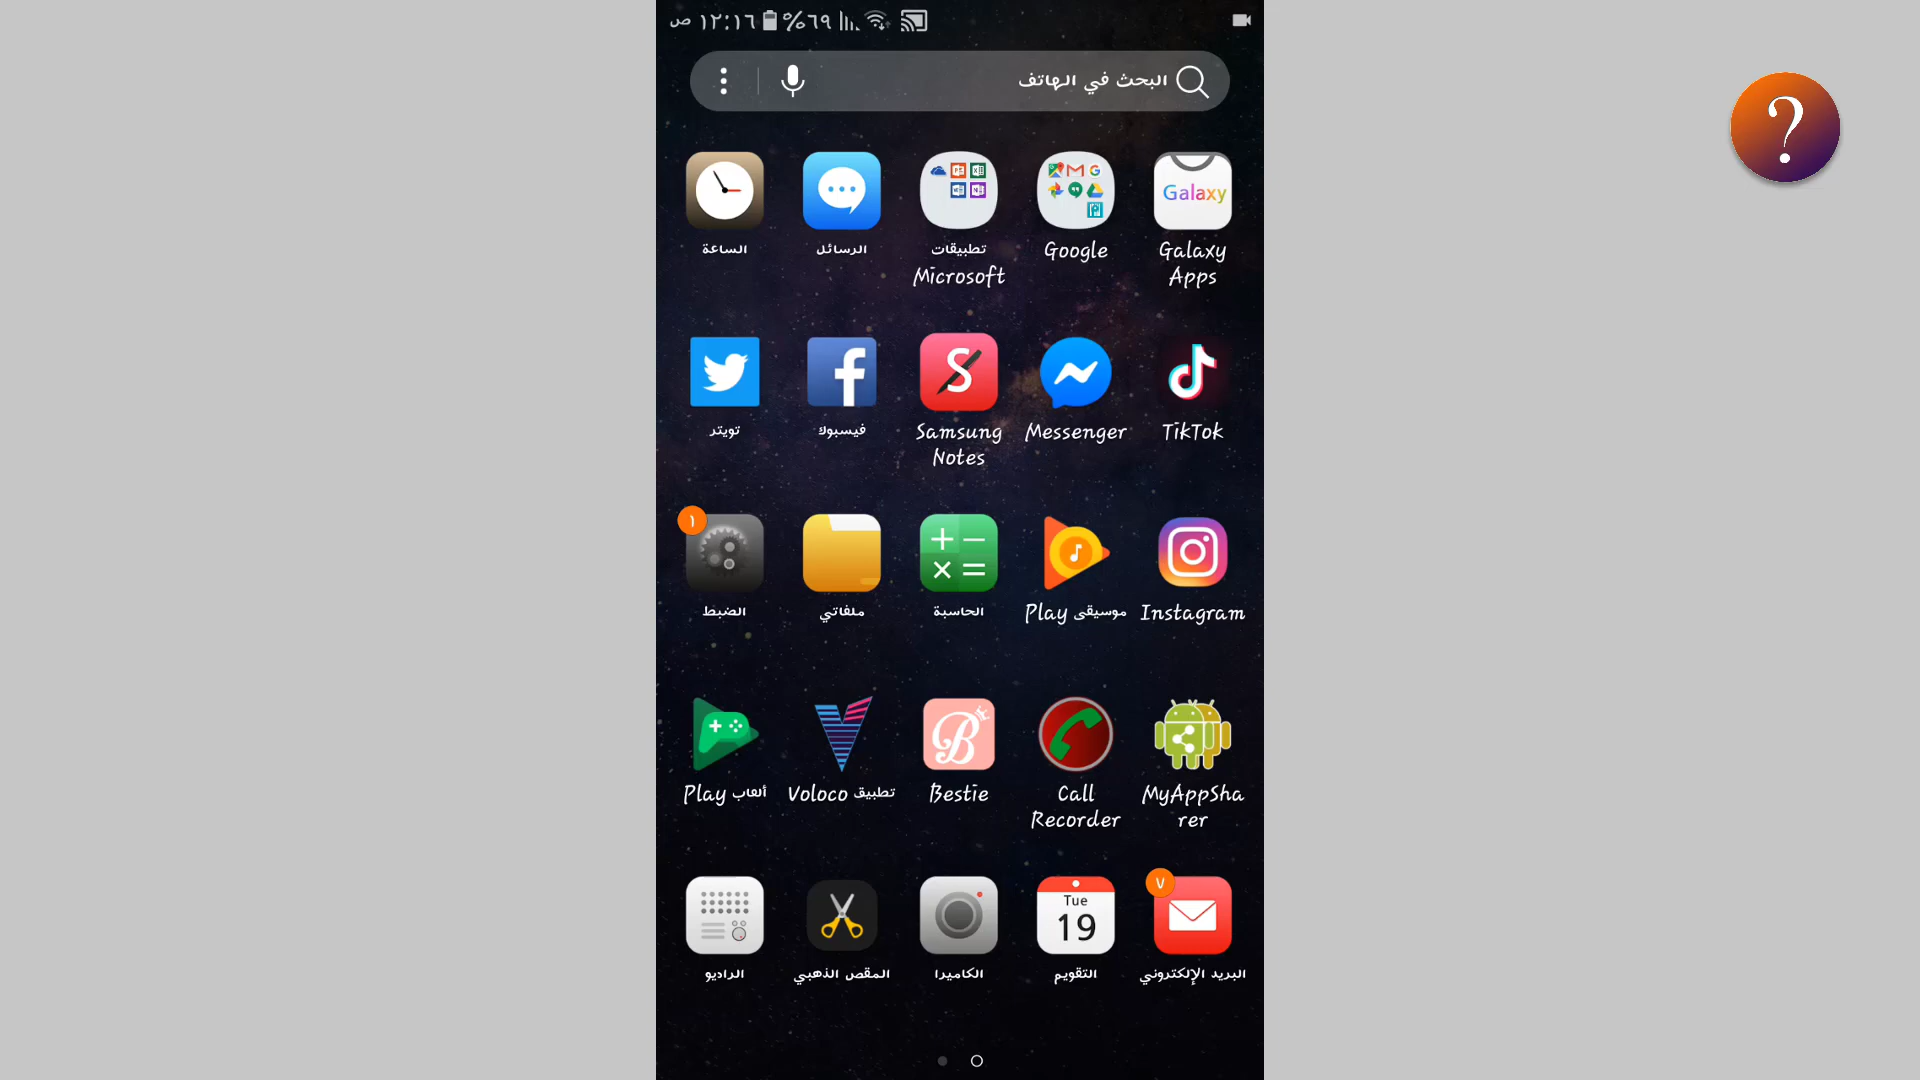 ١٢:١٦ ص ٦٩%
البحث في الهاتف
?
Galaxy
Galaxy Apps
Google
تطبيقات Microsoft
الرسائل
الساعة
TikTok
Messenger
Samsung Notes
فيسبوك
تويتر
Instagram
موسيقى Play
الحاسبة
ملفاتي
١
الضبط
MyAppSharer
Call Recorder
Bestie
تطبيق Voloco
ألعاب Play
٧
البريد الإلكتروني
Tue
19
التقويم
الكاميرا
المقص الذهبي
الراديو